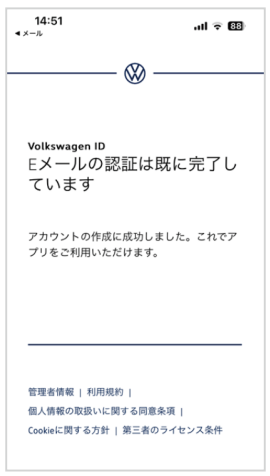 14:51
88
◀ メール
Volkswagen ID
Eメールの認証は既に完了し
ています
アカウントの作成に成功しました。これでア
プリをご利用いただけます。
管理者情報 | 利用規約 |
個人情報の取扱いに関する同意条項 |
Cookieに関する方針 | 第三者のライセンス条件